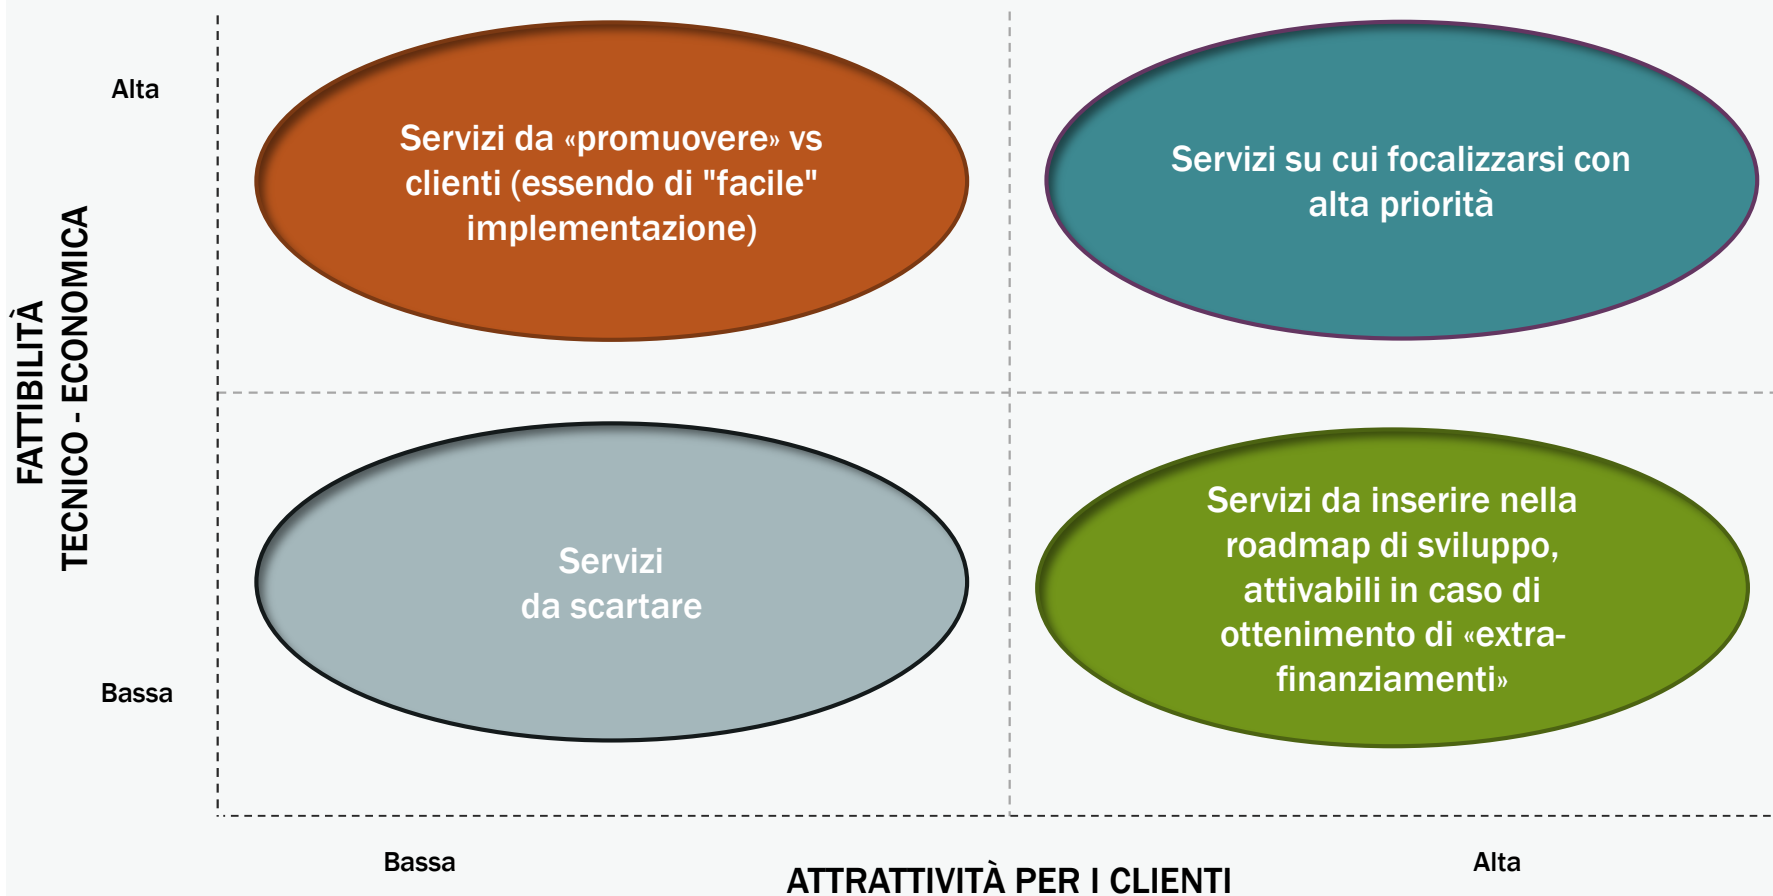 Alta
Servizi da «promuovere» vs
clienti (essendo di "facile"
implementazione)
Servizi su cui focalizzarsi con
alta priorità
FATTIBILITÀ
TECNICO - ECONOMICA
Servizi
da scartare
Servizi da inserire nella
roadmap di sviluppo,
attivabili in caso di
ottenimento di «extra-
finanziamenti»
Bassa
Bassa
ATTRATTIVITÀ PER I CLIENTI
Alta